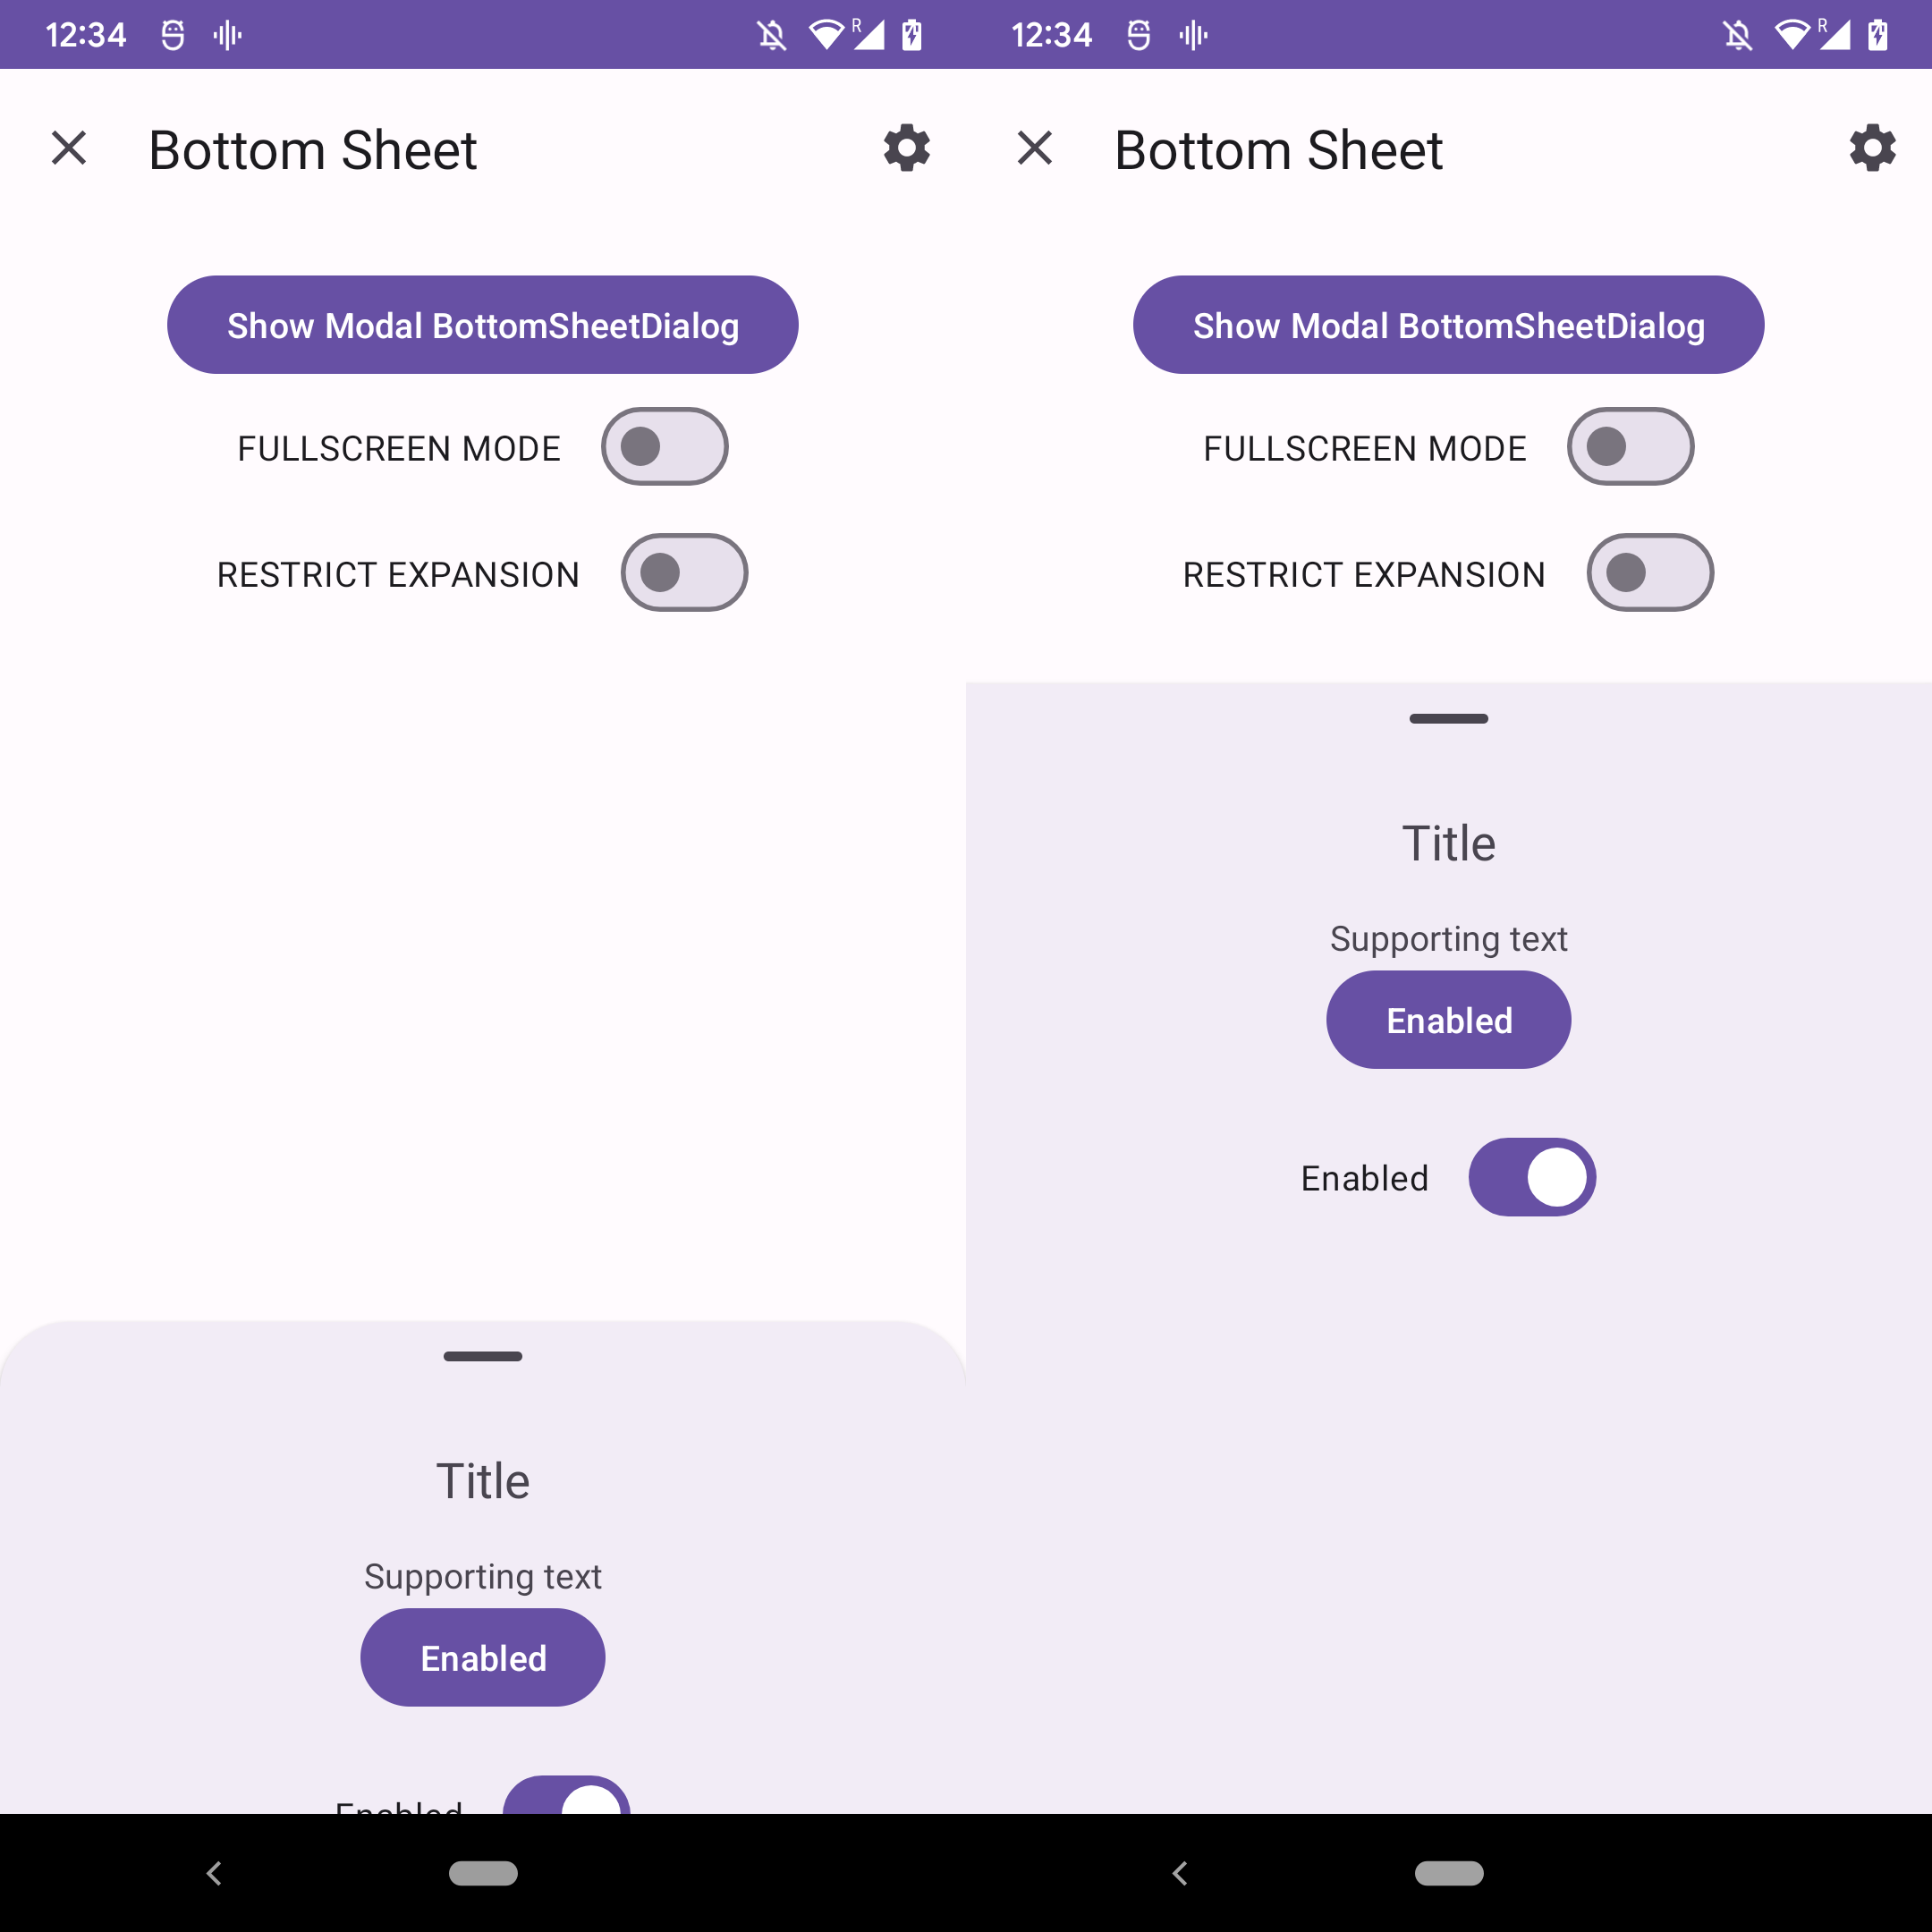 12:34
R
Bottom Sheet
Show Modal BottomSheetDialog
FULLSCREEN MODE
RESTRICT EXPANSION
Title
Supporting text
Enabled
Enabled
12:34
R
Bottom Sheet
Show Modal BottomSheetDialog
FULLSCREEN MODE
RESTRICT EXPANSION
Title
Supporting text
Enabled
Enabled